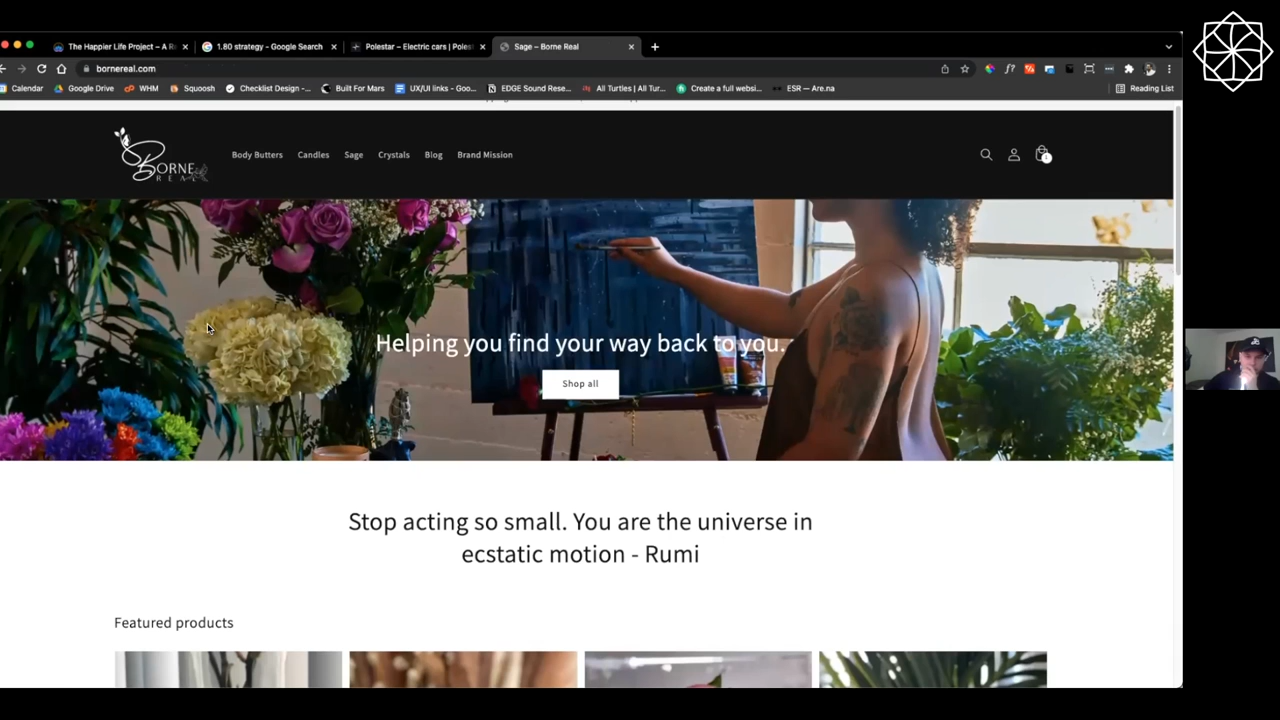 The Happier Life Project – A Re
1.80 strategy - Google Search
Polestar – Electric cars | Poles
Sage – Borne Real
bornereal.com
Calendar
Google Drive
WHM
Squoosh
Checklist Design -...
Built For Mars
UX/UI links - Goo...
EDGE Sound Rese...
All Turtles | All Tur...
Create a full websi...
ESR — Are.na
Reading List
BORNE
REAL
Body Butters
Candles
Sage
Crystals
Blog
Brand Mission
1
Helping you find your way back to you.
Shop all
Stop acting so small. You are the universe in
ecstatic motion - Rumi
Featured products